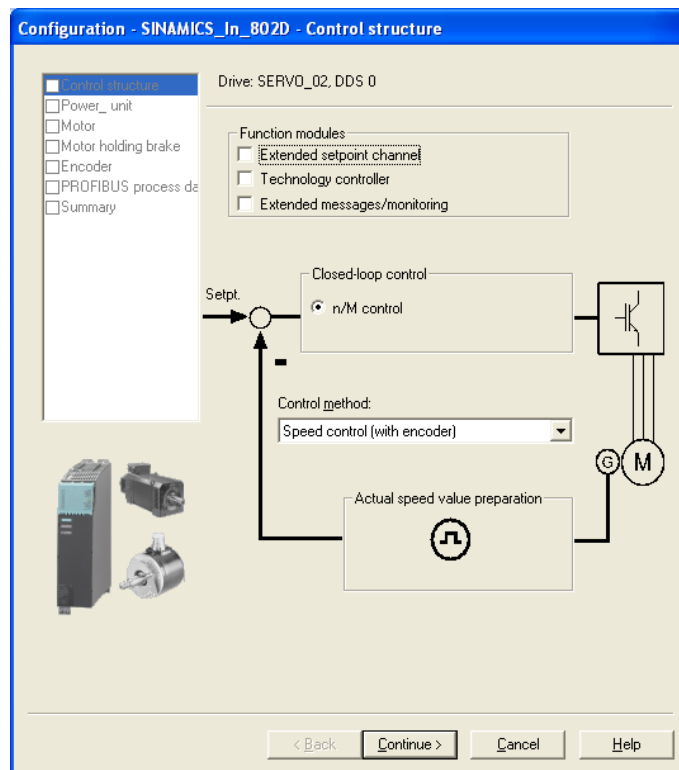 Configuration - SINAMICS_In_802D - Control structure
Control structure
Power_ unit
Motor
Motor holding brake
Encoder
PROFIBUS process da
Summary
Drive: SERVO_02, DDS 0
Function modules
Extended setpoint channel
Technology controller
Extended messages/monitoring
Closed-loop control
Setpt.
n/M control
-
Control method:
Speed control (with encoder)
G
M
Actual speed value preparation
< Back
Continue >
Cancel
Help